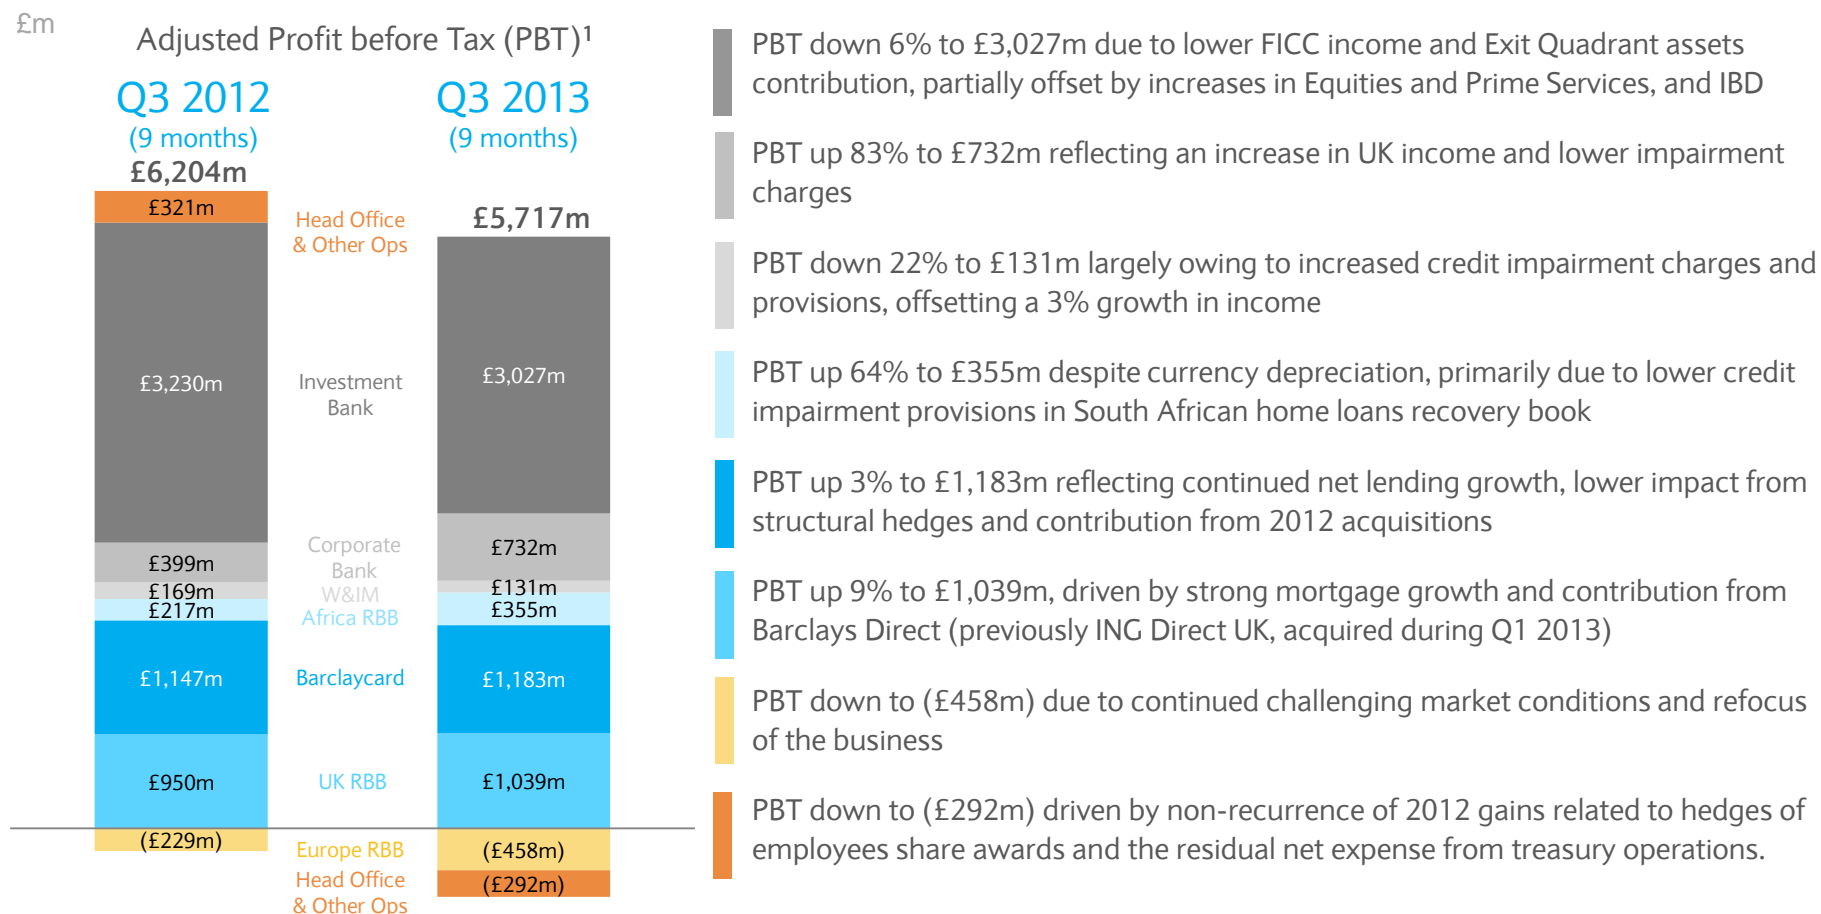 £m
Adjusted Profit before Tax (PBT)¹
Q3 2012
(9 months)
£6,204m
Q3 2013
(9 months)
£5,717m
£321m
Head Office
& Other Ops
£3,230m
Investment
Bank
£3,027m
£399m
Corporate
Bank
£732m
£169m
W&IM
£131m
£217m
Africa RBB
£355m
£1,147m
Barclaycard
£1,183m
£950m
UK RBB
£1,039m
(£229m)
Europe RBB
(£458m)
Head Office
& Other Ops
(£292m)
PBT down 6% to £3,027m due to lower FICC income and Exit Quadrant assets
contribution, partially offset by increases in Equities and Prime Services, and IBD
PBT up 83% to £732m reflecting an increase in UK income and lower impairment
charges
PBT down 22% to £131m largely owing to increased credit impairment charges and
provisions, offsetting a 3% growth in income
PBT up 64% to £355m despite currency depreciation, primarily due to lower credit
impairment provisions in South African home loans recovery book
PBT up 3% to £1,183m reflecting continued net lending growth, lower impact from
structural hedges and contribution from 2012 acquisitions
PBT up 9% to £1,039m, driven by strong mortgage growth and contribution from
Barclays Direct (previously ING Direct UK, acquired during Q1 2013)
PBT down to (£458m) due to continued challenging market conditions and refocus
of the business
PBT down to (£292m) driven by non-recurrence of 2012 gains related to hedges of
employees share awards and the residual net expense from treasury operations.